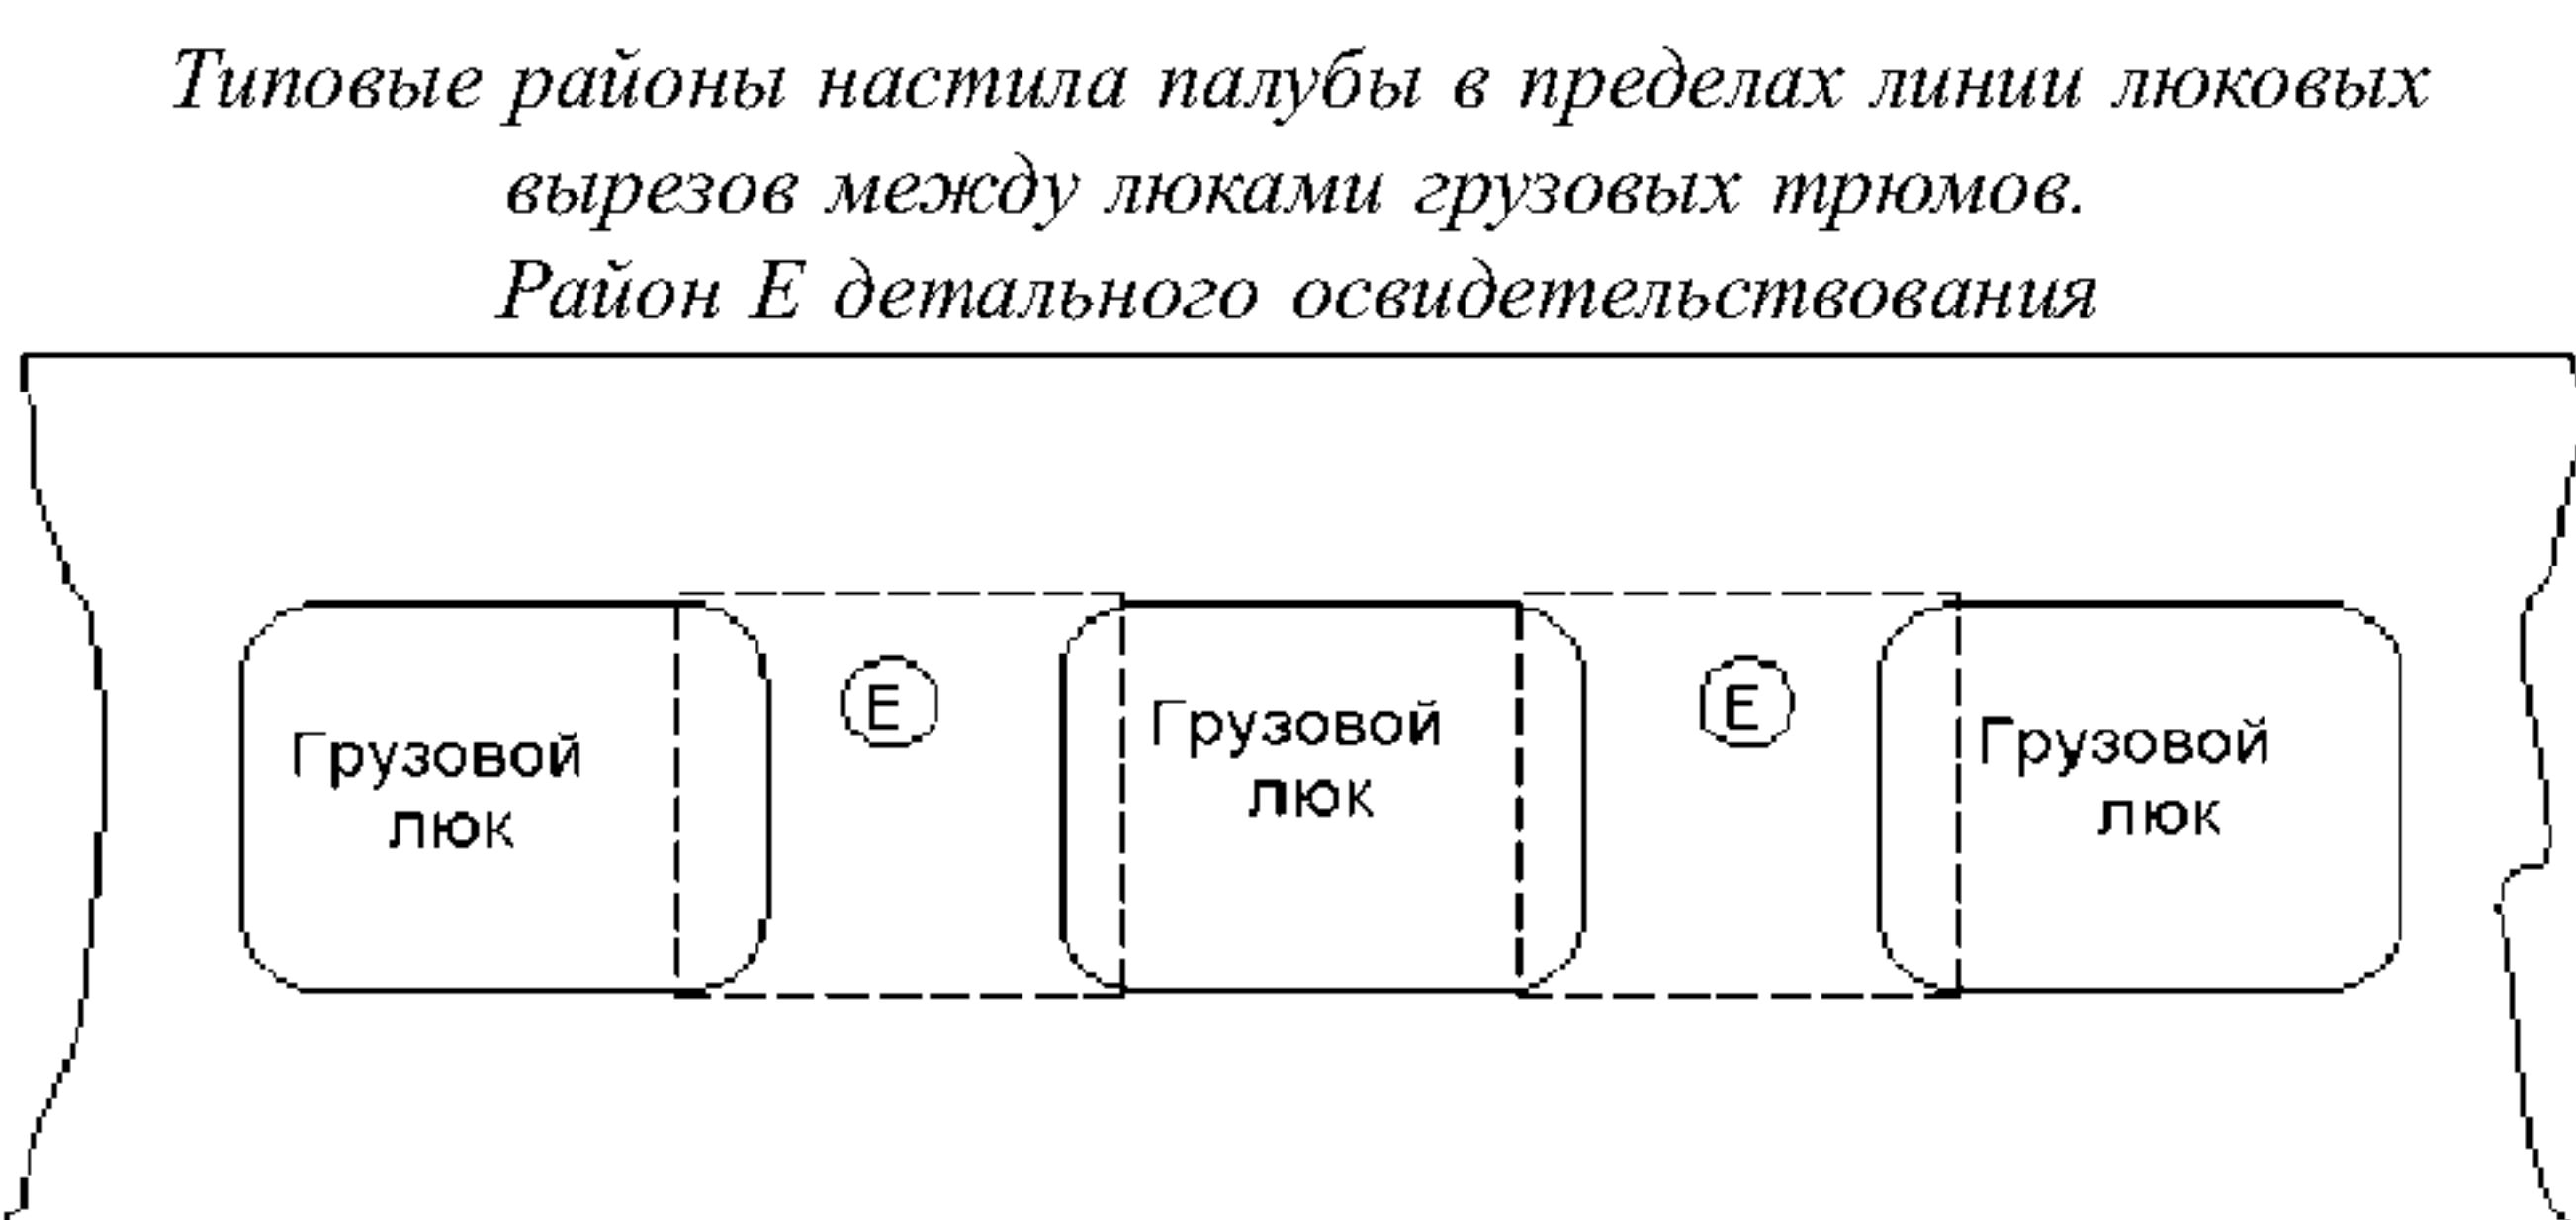 Типовые районы настила палубы в пределах линии люковых
вырезов между люками грузовых трюмов.
Район Е детального освидетельствования
Грузовой
люк
Е
Грузовой
люк
Е
Грузовой
люк